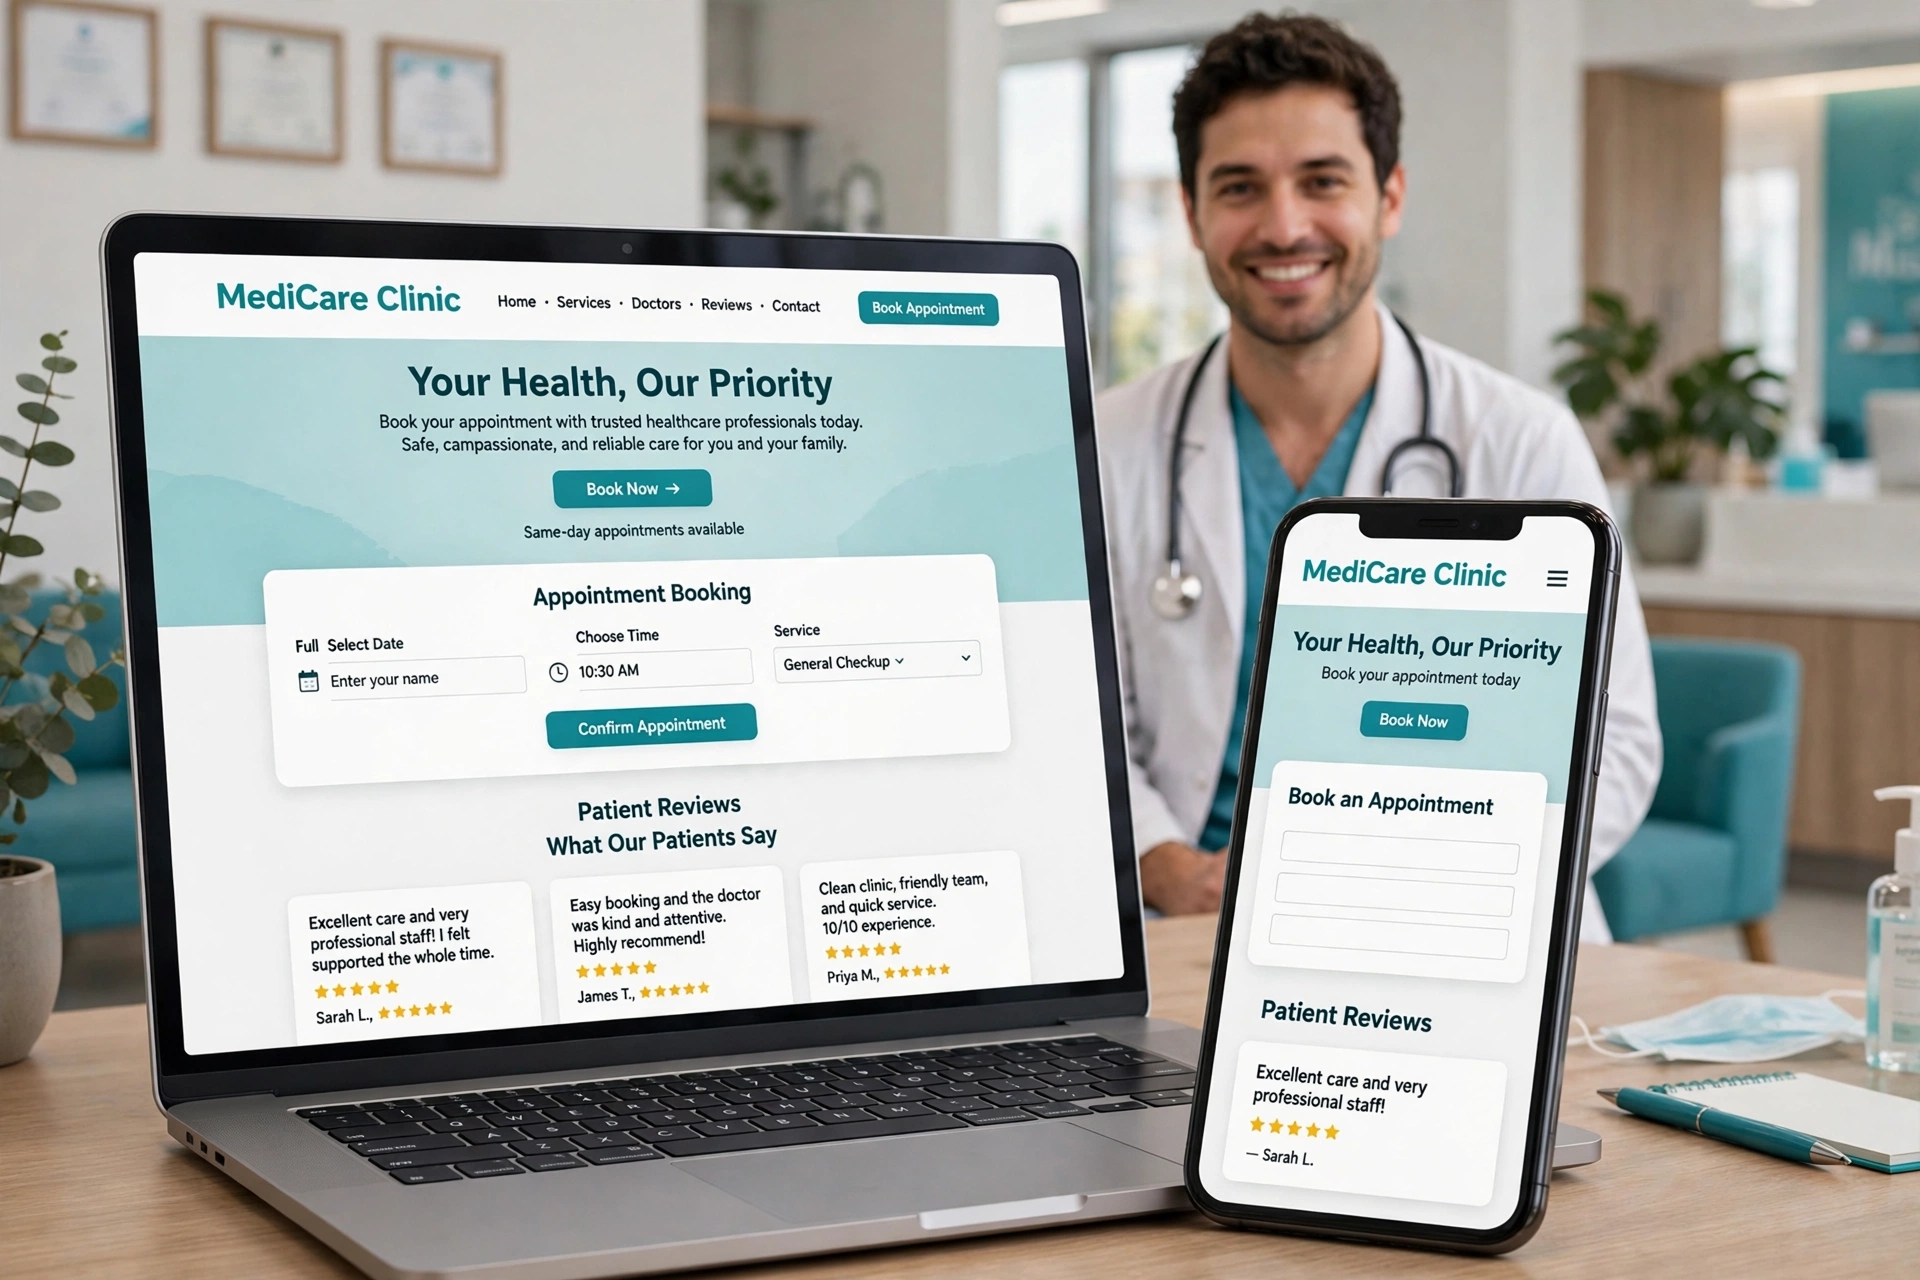 MediCare Clinic
Home · Services · Doctors · Reviews · Contact
Book Appointment
Your Health, Our Priority
Book your appointment with trusted healthcare professionals today.
Safe, campassionate, and reliable care for you and your family.
Book Now →
Same-day appointments available
Appointment Booking
Full Select Date
Enter your name
Choose Time
10:30 AM
Service
General Checkup
Confirm Appointment
Patient Reviews
What Our Patients Say
Excellent care and very
professional staff! I felt
supported the whole time.
★★★★★
Sarah L., ★★★★★
Easy booking and the doctor
was kind and attentive.
Highly recommend!
★★★★★
James T., ★★★★★
Clean clinic, friendly team,
and quick service.
10/10 experience.
★★★★★
Priya M., ★★★★★
MediCare Clinic
Your Health, Our Priority
Book your appointment today
Book Now
Book an Appointment
Patient Reviews
Excellent care and very
professional staff!
★★★★★
— Sarah L.